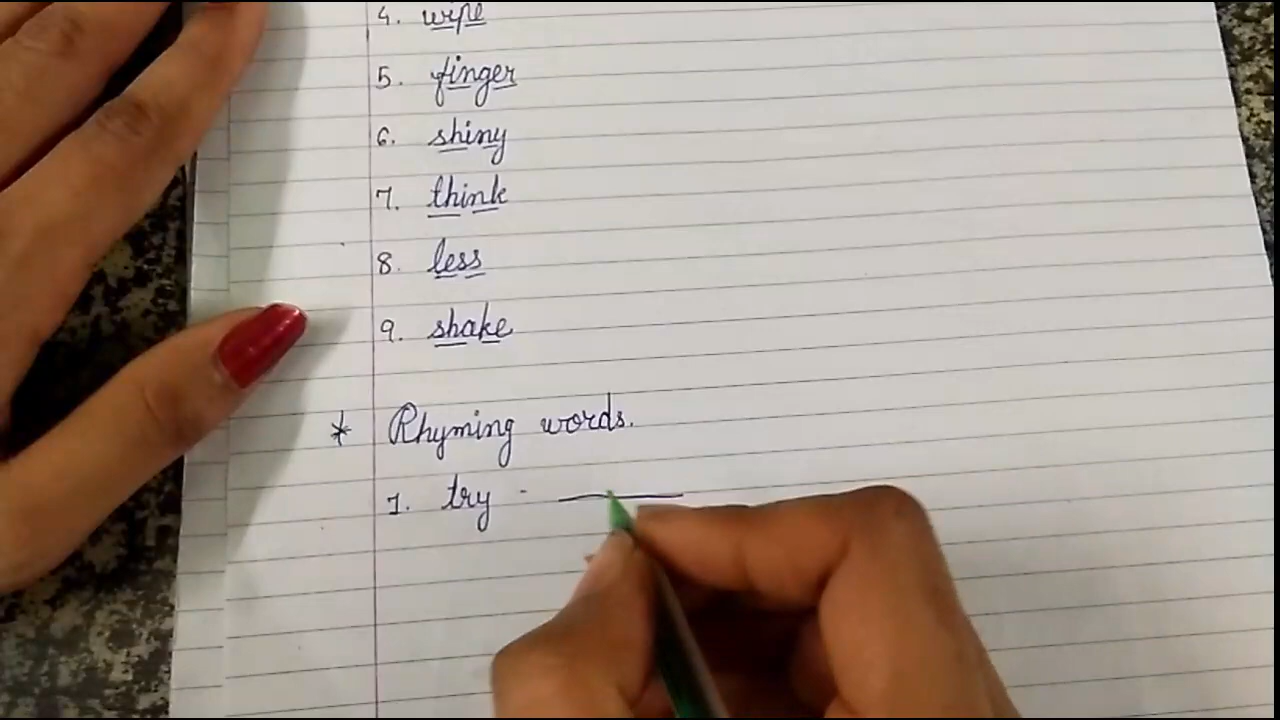 4. wipe
5. finger
6. shiny
7. think
8. less
9. shake
* Rhyming words.
1. try -